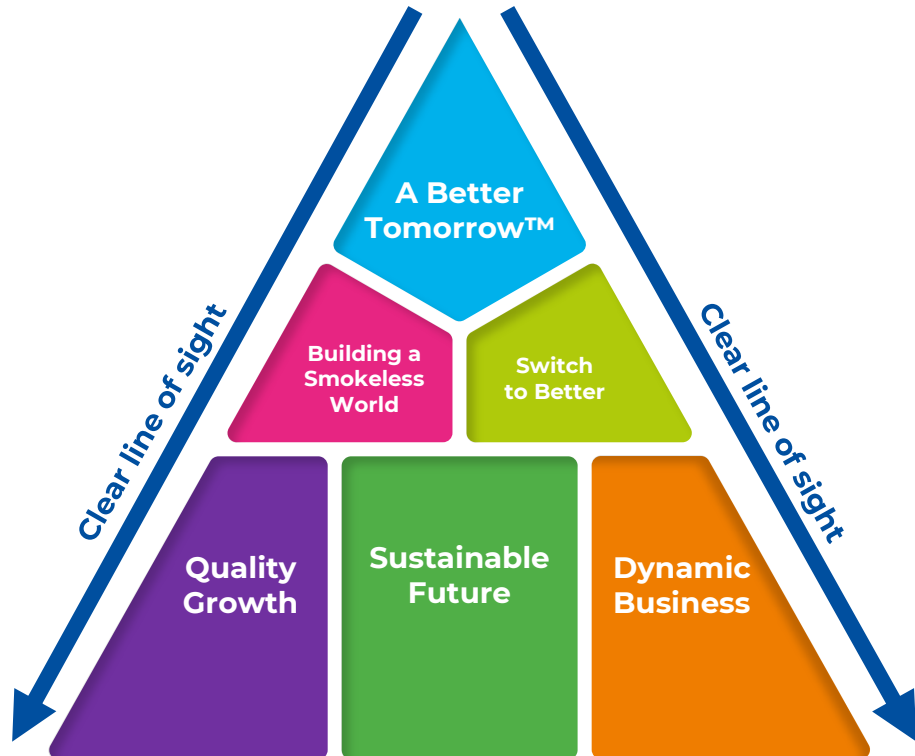 A Better
Tomorrow™
Clear line of sight
Clear line of sight
Building a
Smokeless
World
Switch
to Better
Quality
Growth
Sustainable
Future
Dynamic
Business